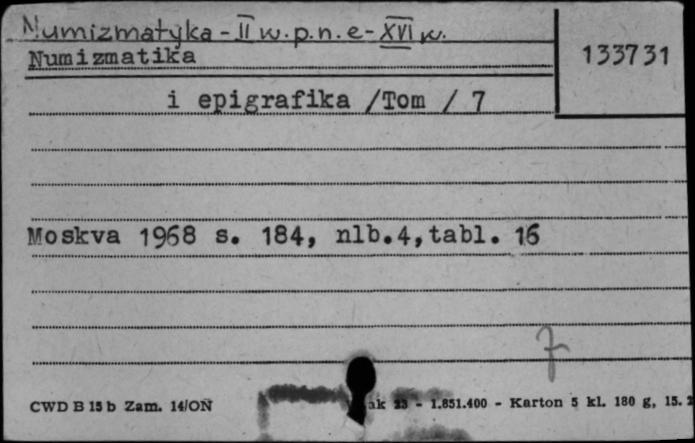 Numizmatyka - II w. p. n. e - XVI w.
Numizmatika
133731
i epigrafika /Tom / 7
Moskva 1968 s. 184, nlb.4, tabl. 16
7
CWD B 15 b Zam. 14/ON
- 1.851.400 - Karton 5 kl. 180 g, 15.